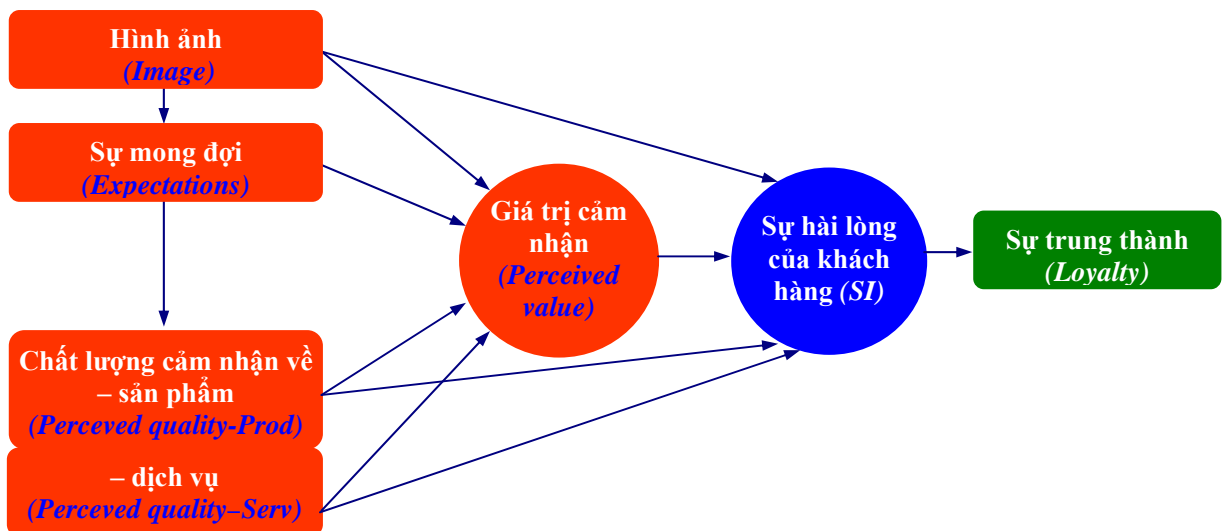 Hình ảnh
(Image)
Sự mong đợi
(Expectations)
Chất lượng cảm nhận về
– sản phẩm
(Perceved quality-Prod)
– dịch vụ
(Perceved quality–Serv)
Giá trị cảm
nhận
(Perceived
value)
Sự hài lòng
của khách
hàng (SI)
Sự trung thành
(Loyalty)